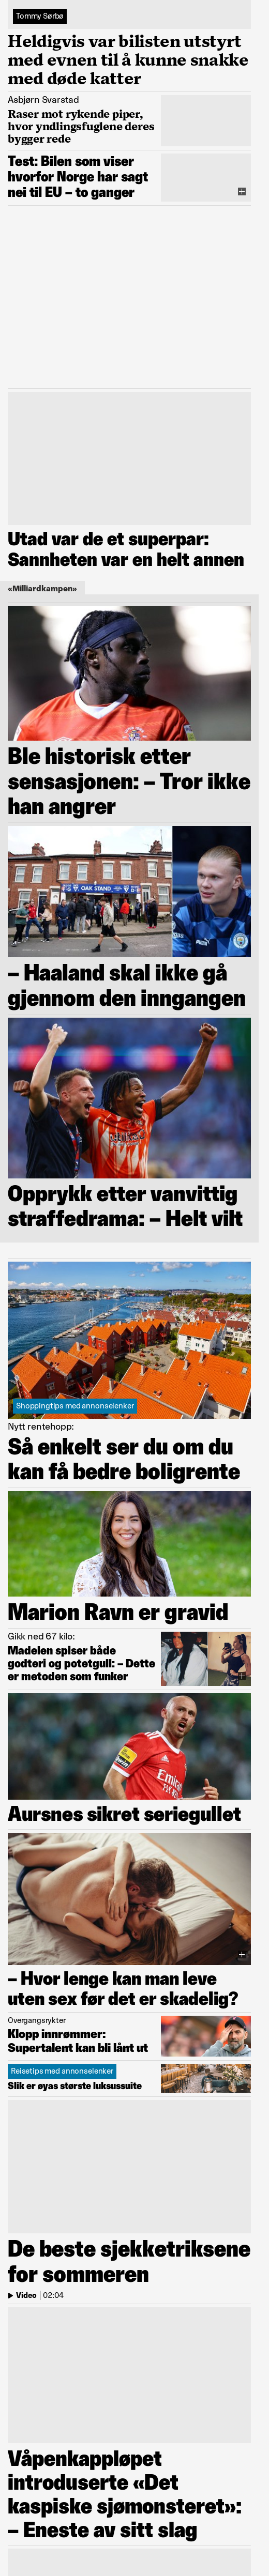 Tommy Sørbø
Heldigvis var bilisten utstyrt
med evnen til å kunne snakke
med døde katter
Asbjørn Svarstad
Raser mot rykende piper,
hvor yndlingsfuglene deres
bygger rede
Test: Bilen som viser
hvorfor Norge har sagt
nei til EU – to ganger
Utad var de et superpar:
Sannheten var en helt annen
«Milliardkampen»
Ble historisk etter
sensasjonen: – Tror ikke
han angrer
OAK STAND
– Haaland skal ikke gå
gjennom den inngangen
Opprykk etter vanvittig
straffedrama: – Helt vilt
Shoppingtips med annonselenker
Nytt rentehopp:
Så enkelt ser du om du
kan få bedre boligrente
Marion Ravn er gravid
Gikk ned 67 kilo:
Madelen spiser både
godteri og potetgull: – Dette
er metoden som funker
Aursnes sikret seriegullet
– Hvor lenge kan man leve
uten sex før det er skadelig?
Overgangsrykter
Klopp innrømmer:
Supertalent kan bli lånt ut
Reisetips med annonselenker
Slik er øyas største luksussuite
De beste sjekketriksene
for sommeren
Video | 02:04
Våpenkappløpet
introduserte «Det
kaspiske sjømonsteret»:
– Eneste av sitt slag